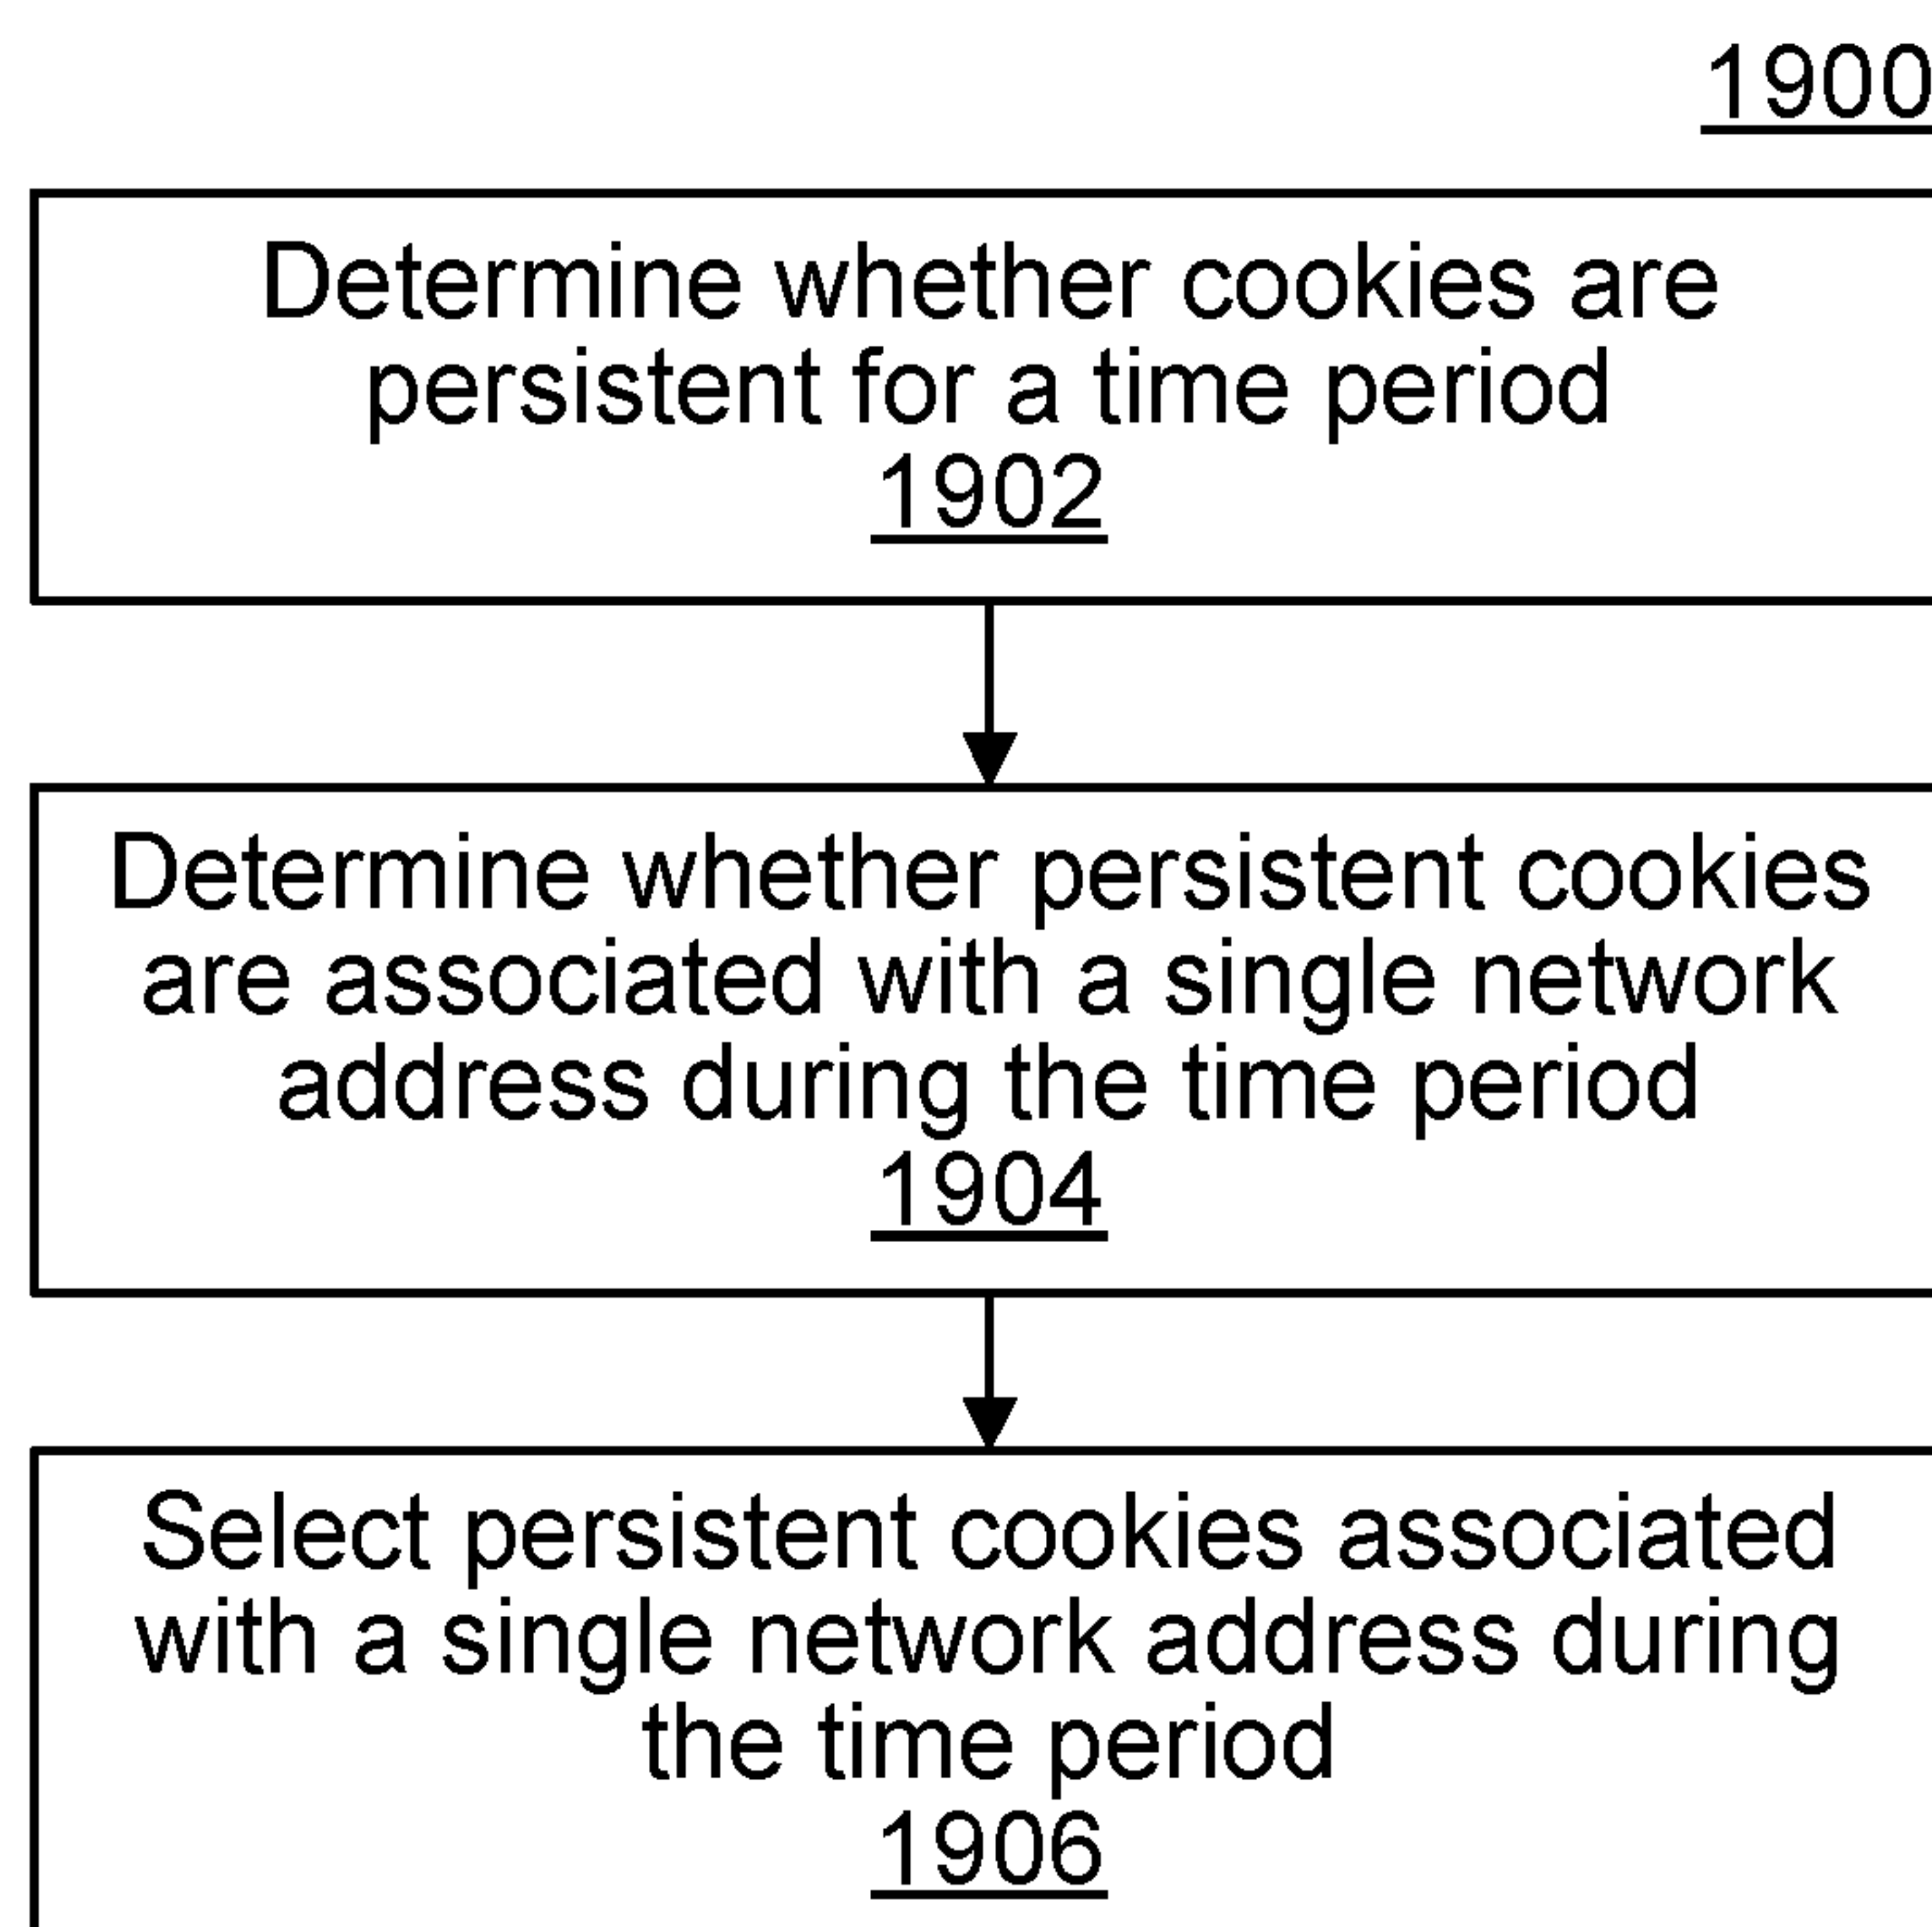 1900
Determine whether cookies are
persistent for a time period
1902
Determine whether persistent cookies
are associated with a single network
address during the time period
1904
Select persistent cookies associated
with a single network address during
the time period
1906